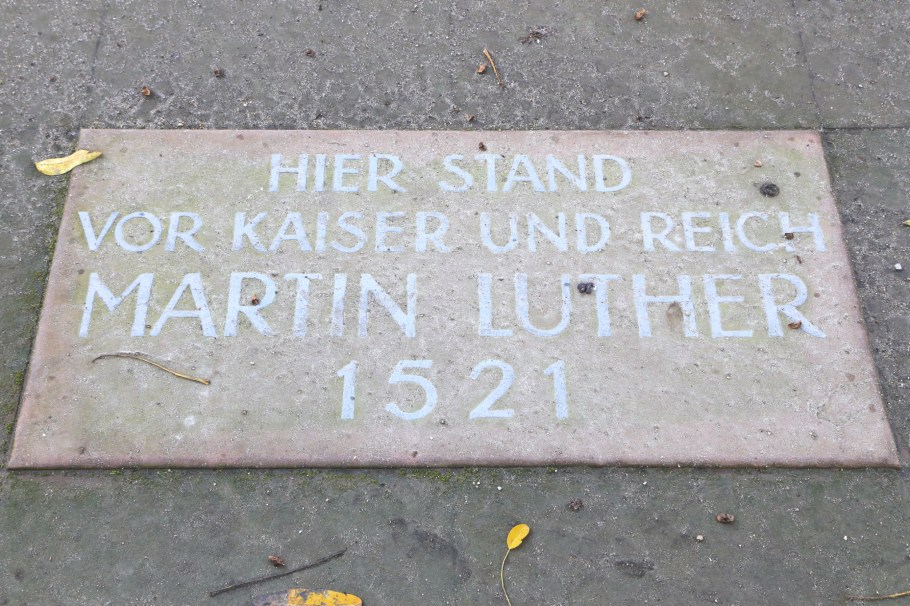 HIER STAND
VOR KAISER UND REICH
MARTIN LUTHER
1521